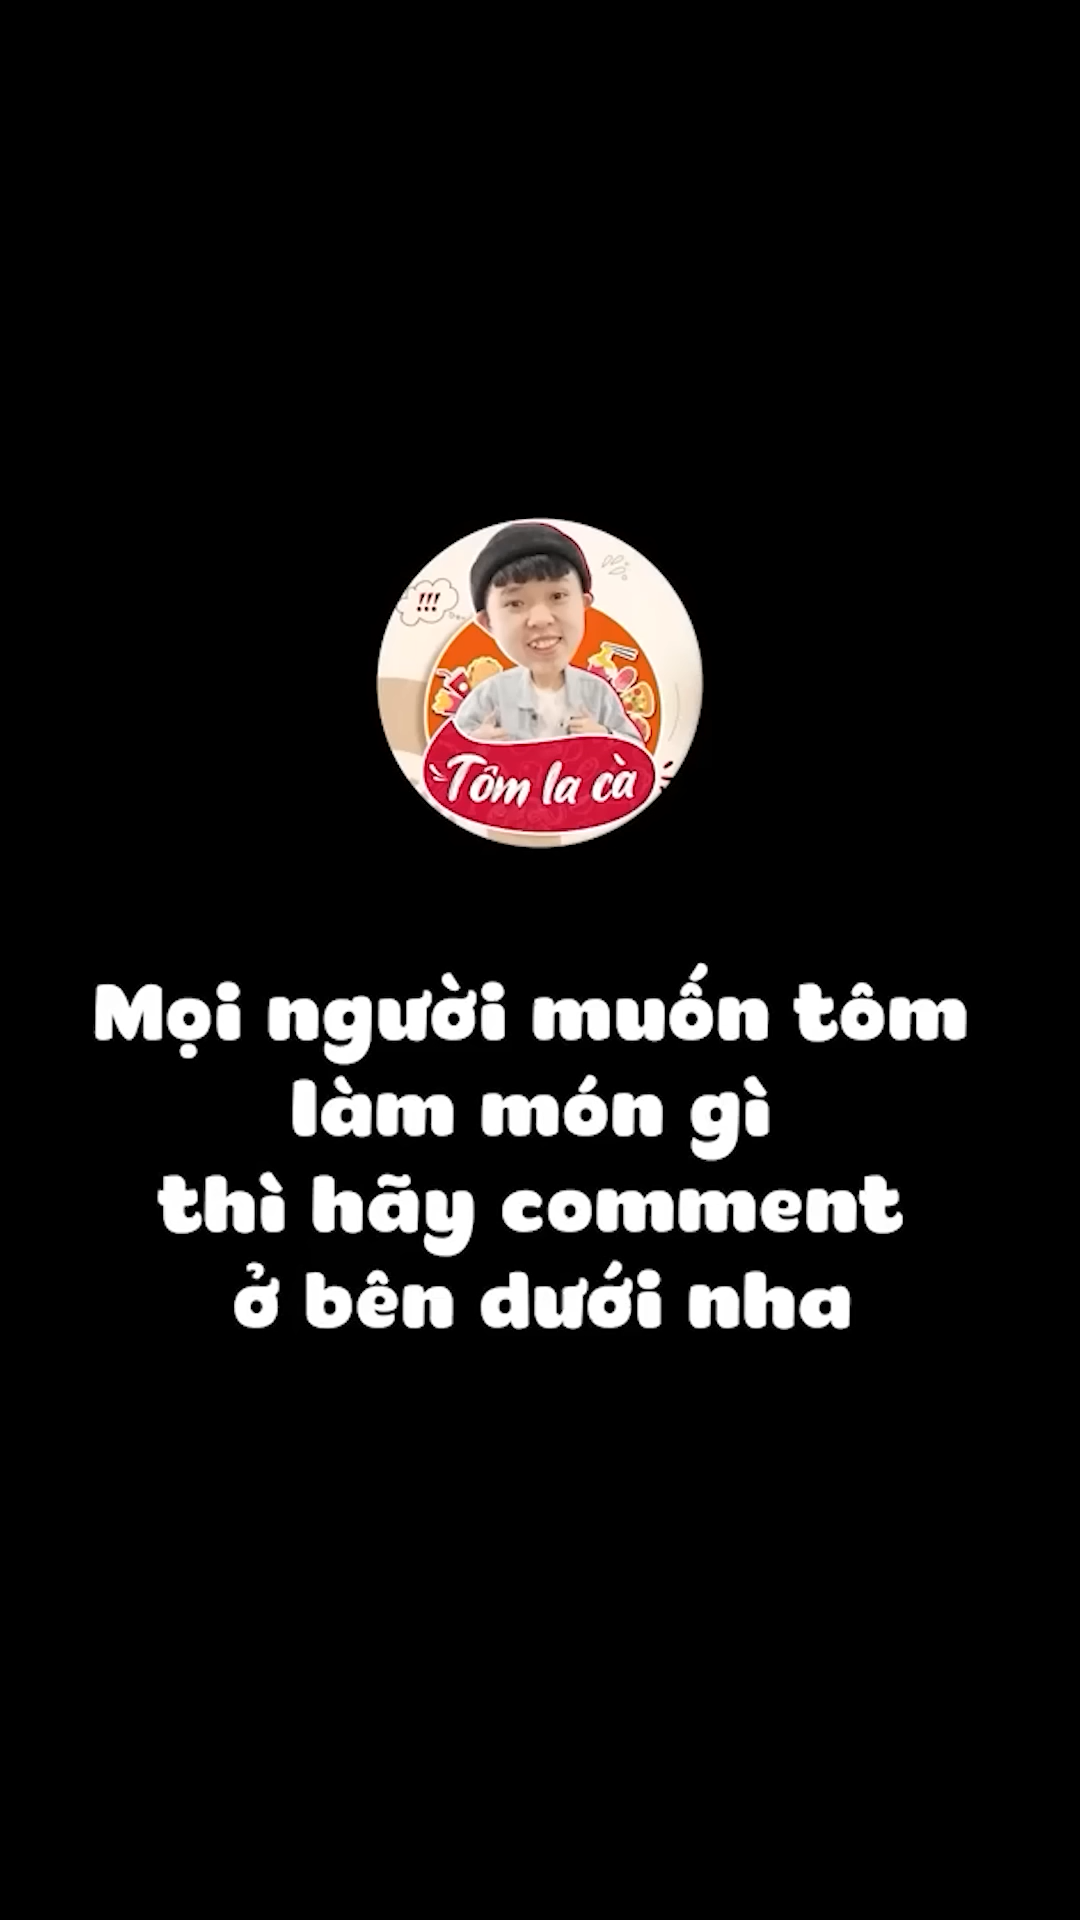 !!!
Tôm la cà
Mọi người muốn tôm
làm món gì
thì hãy comment
ở bên dưới nha